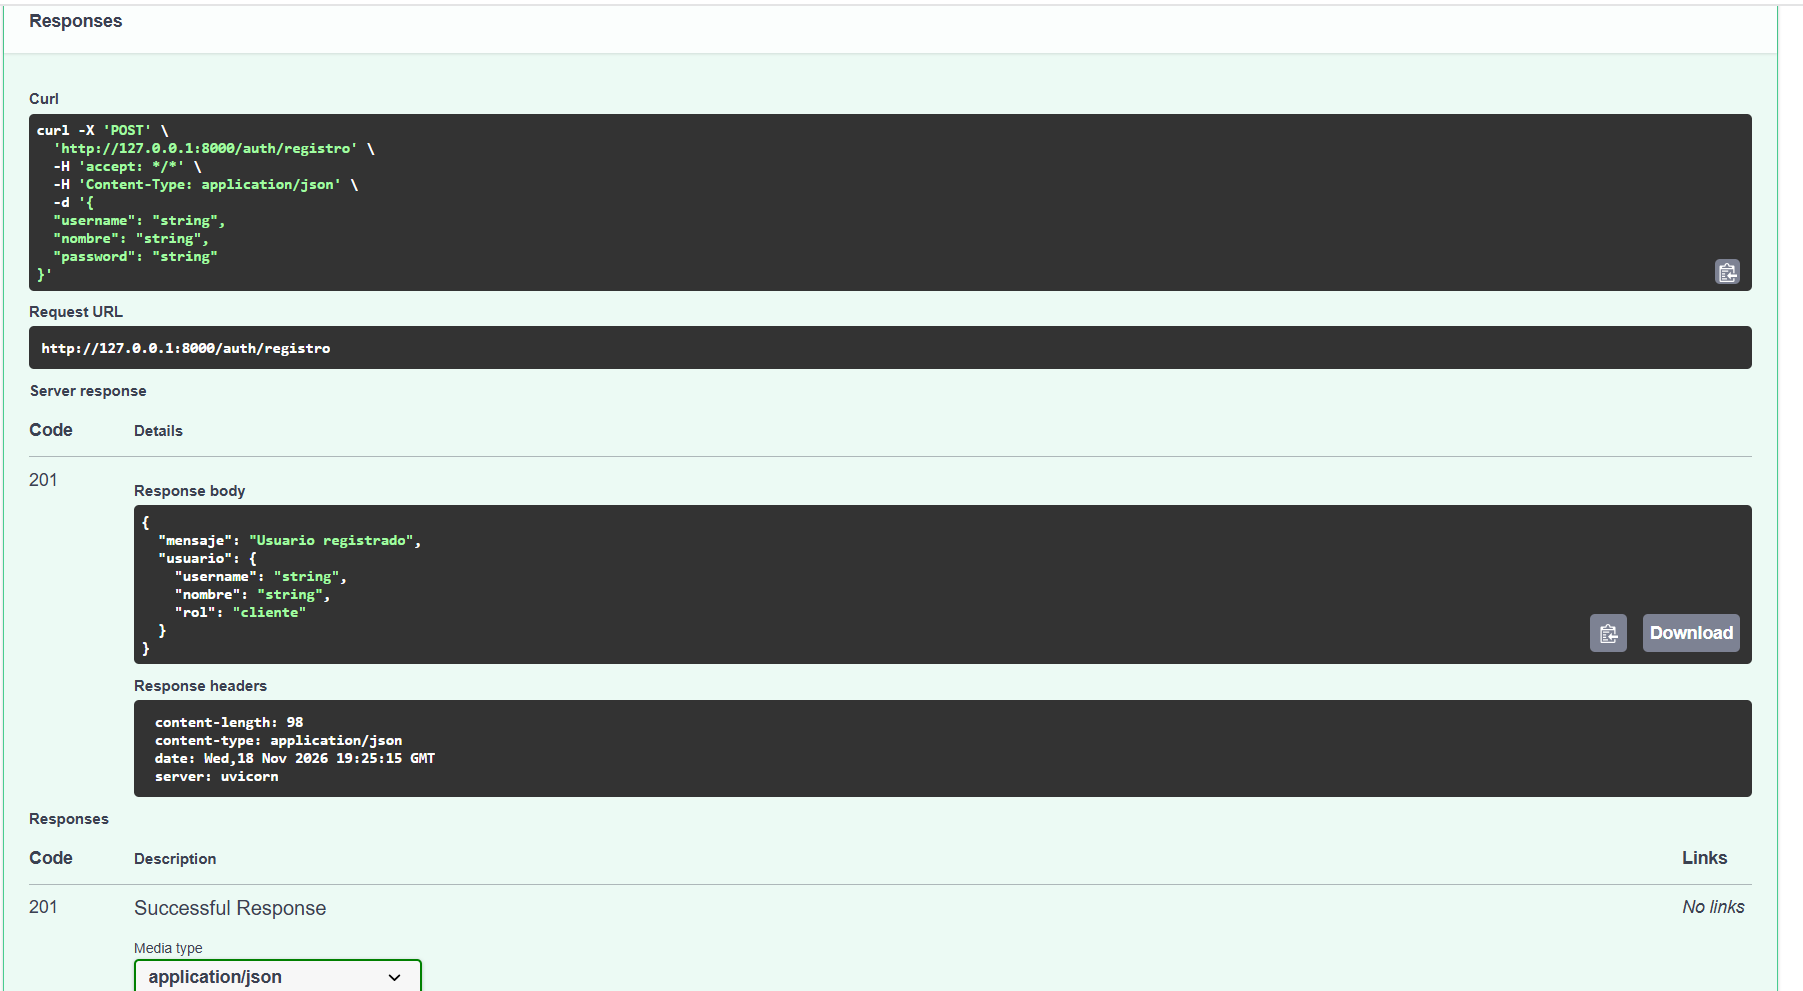 Responses
Curl
curl -X 'POST' \
  'http://127.0.0.1:8000/auth/registro' \
  -H 'accept: */*' \
  -H 'Content-Type: application/json' \
  -d '{
  "username": "string",
  "nombre": "string",
  "password": "string"
}'
Request URL
http://127.0.0.1:8000/auth/registro
Server response
Code Details
201
Response body
{
  "mensaje": "Usuario registrado",
  "usuario": {
    "username": "string",
    "nombre": "string",
    "rol": "cliente"
  }
}
Download
Response headers
content-length: 98
content-type: application/json
date: Wed,18 Nov 2026 19:25:15 GMT
server: uvicorn
Responses
Code Description Links
201 Successful Response No links
Media type
application/json